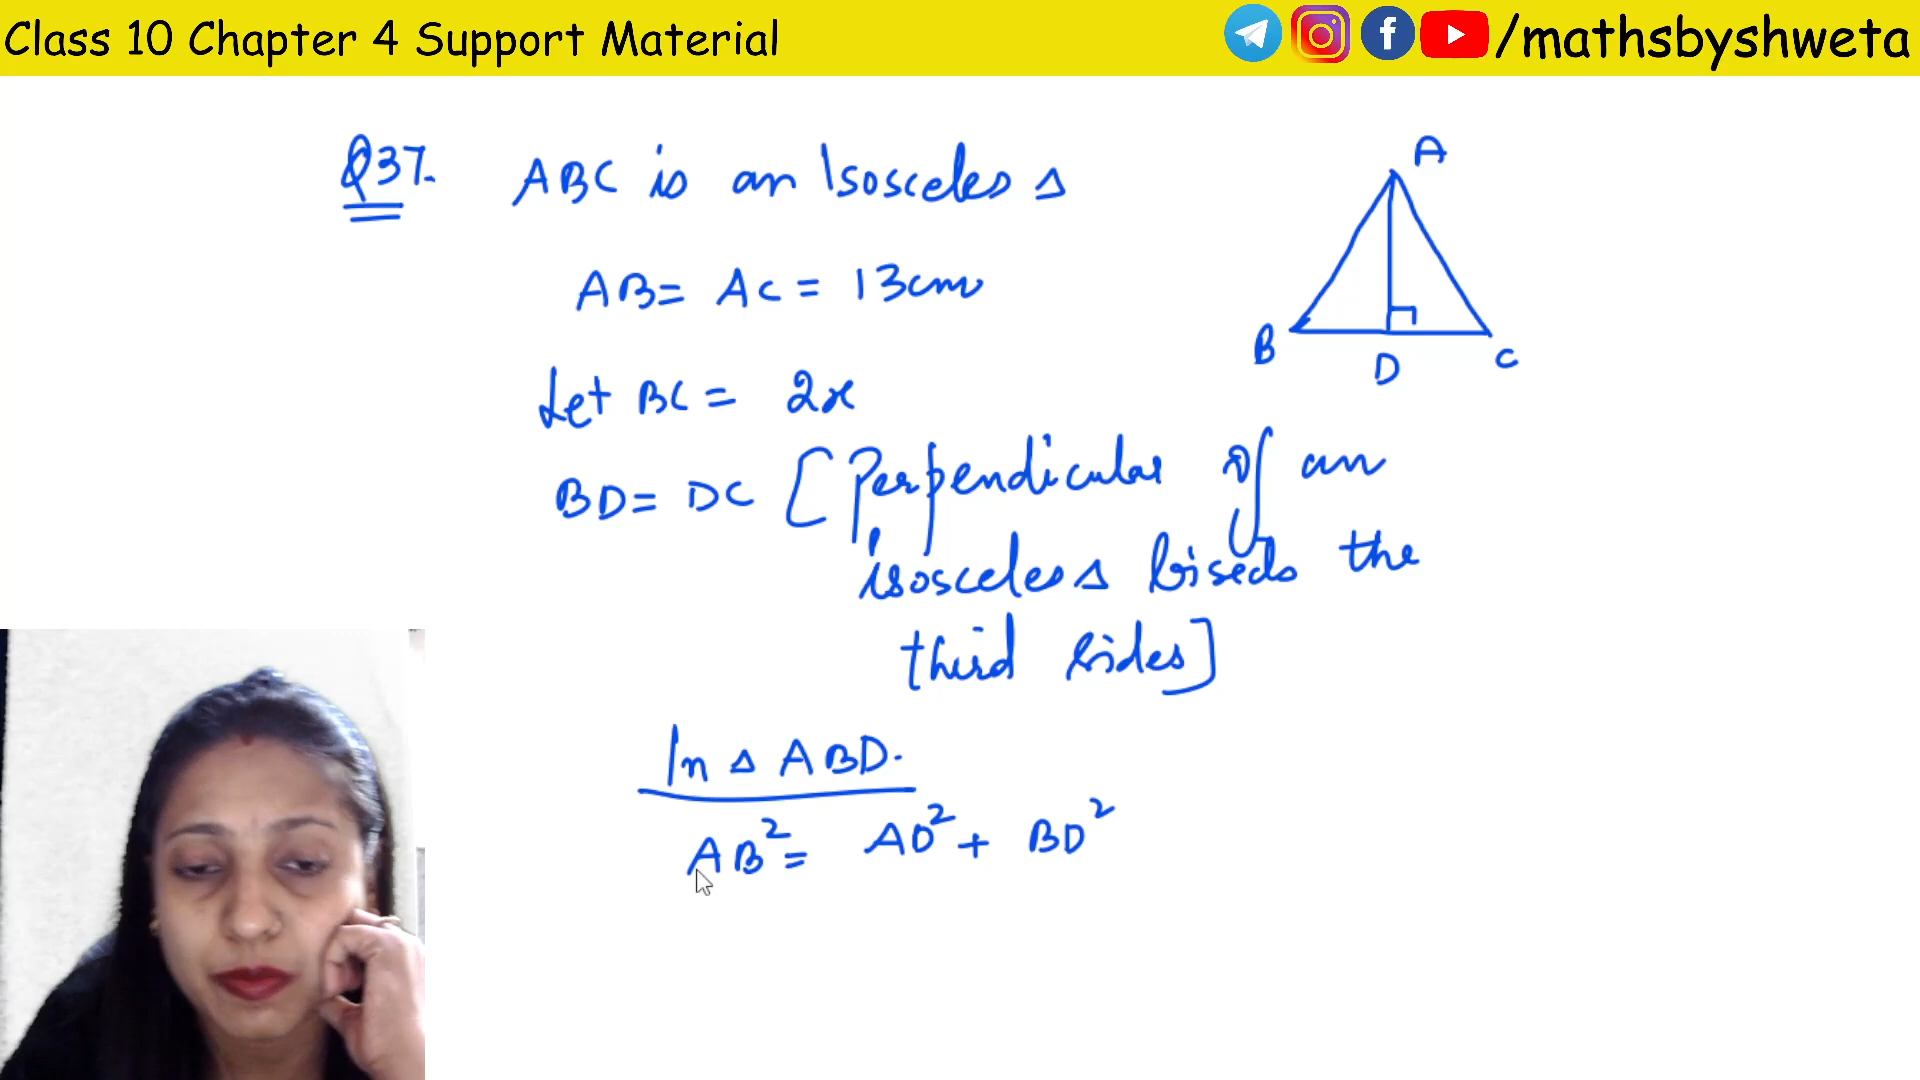 Class 10 Chapter 4 Support Material
/mathsbyshweta
Q37. ABC is an Isosceles Δ
AB = AC = 13cm
Let BC = 2x
BD = DC [Perpendicular of an
isosceles Δ bisects the
third sides]
In Δ ABD.
AB² = AD² + BD²
A
B
D
C